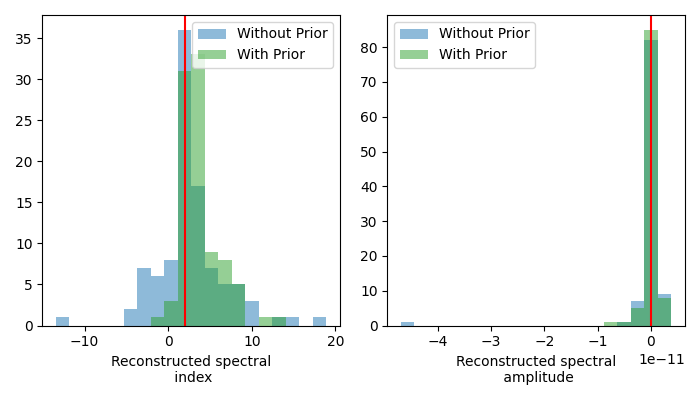 35
30
25
20
15
10
5
0
−10
0
10
20
Without Prior
With Prior
Reconstructed spectral
index
80
70
60
50
40
30
20
10
0
−4
−3
−2
−1
0
1e−11
Without Prior
With Prior
Reconstructed spectral
amplitude